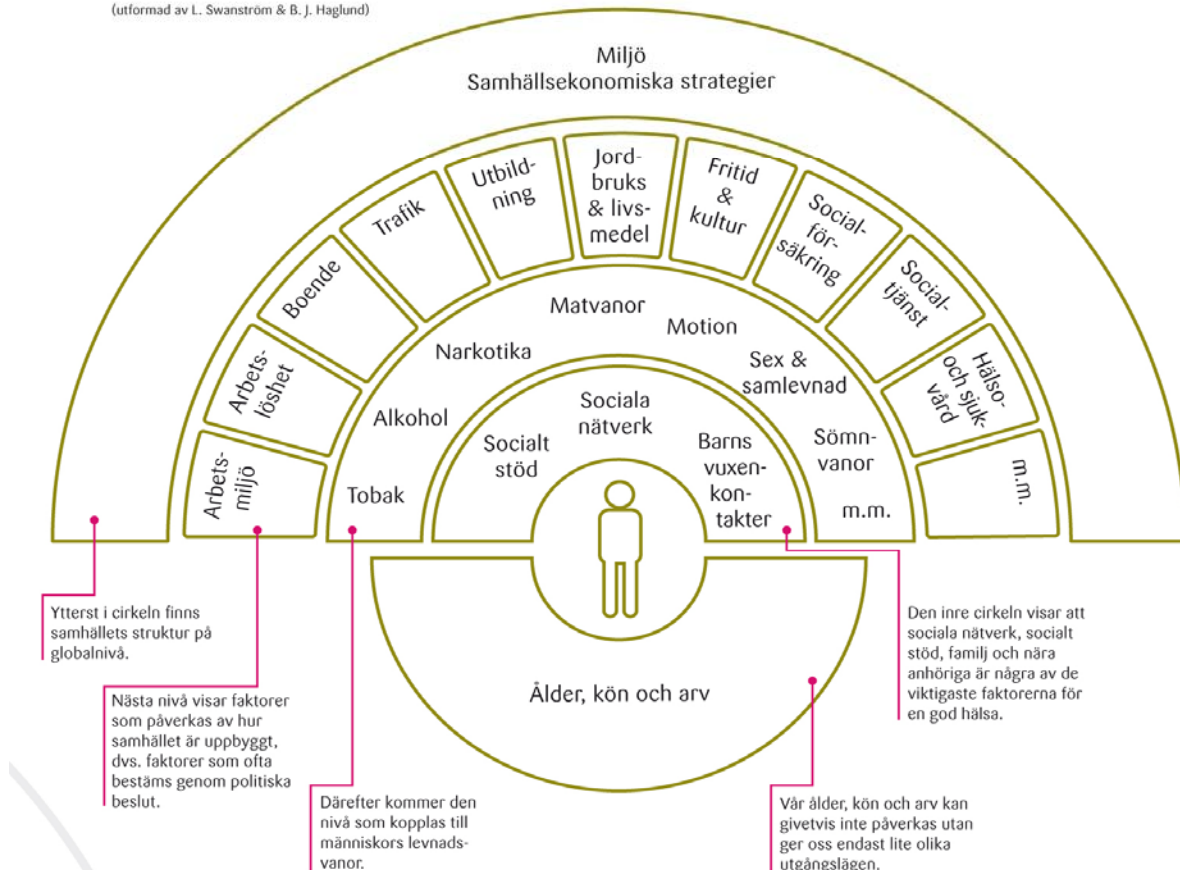 (utformad av L. Swanström & B. J. Haglund)
Miljö
Samhällsekonomiska strategier
Arbets-
miljö
Arbets-
löshet
Boende
Trafik
Utbild-
ning
Jord-
bruks
& livs-
medel
Fritid
&
kultur
Social-
för-
säkring
Social-
tjänst
Hälso-
och sjuk-
vård
m.m.
Tobak
Alkohol
Narkotika
Matvanor
Motion
Sex &
samlevnad
Sömn-
vanor
m.m.
Socialt
stöd
Sociala
nätverk
Barns
vuxen-
kon-
takter
Ålder, kön och arv
Ytterst i cirkeln finns
samhällets struktur på
globalnivå.
Nästa nivå visar faktorer
som påverkas av hur
samhället är uppbyggt,
dvs. faktorer som ofta
bestäms genom politiska
beslut.
Därefter kommer den
nivå som kopplas till
människors levnads-
vanor.
Vår ålder, kön och arv kan
givetvis inte påverkas utan
ger oss endast lite olika
utgångslägen.
Den inre cirkeln visar att
sociala nätverk, socialt
stöd, familj och nära
anhöriga är några av de
viktigaste faktorerna för
en god hälsa.